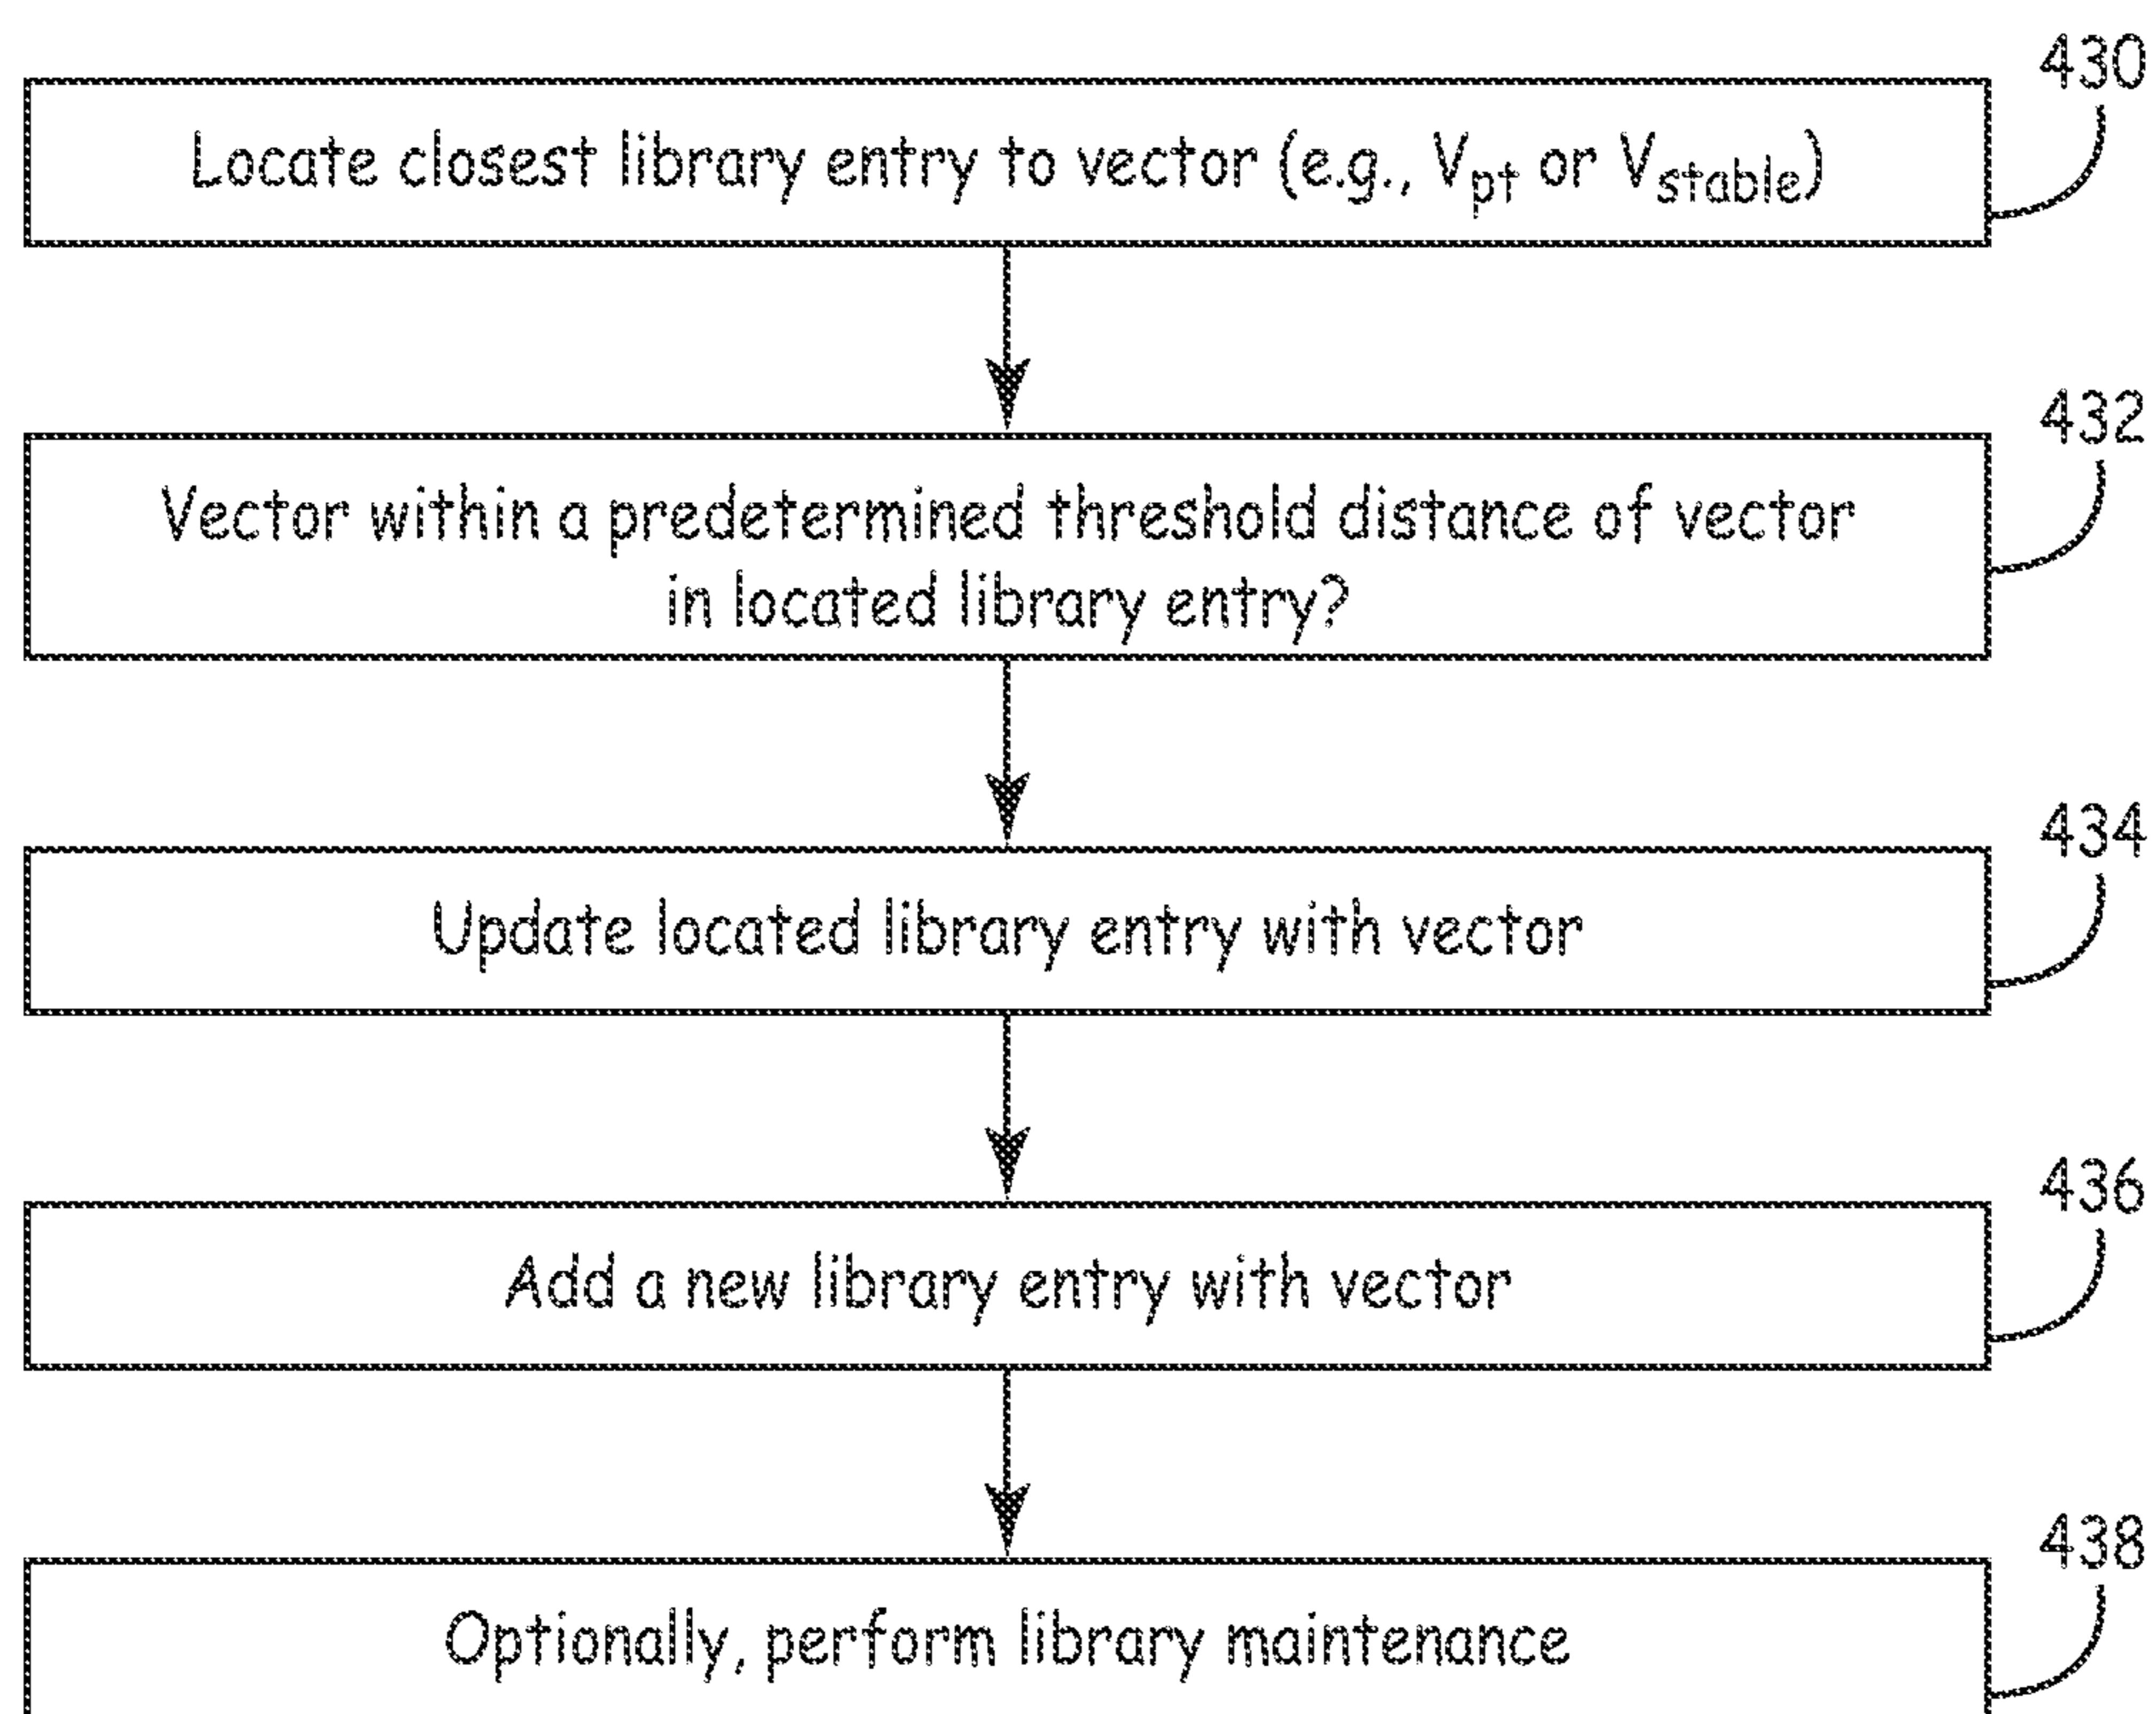 430
Locate closest library entry to vector (e.g., Vpt or Vstable)
432
Vector within a predetermined threshold distance of vector
in located library entry?
434
Update located library entry with vector
436
Add a new library entry with vector
438
Optionally, perform library maintenance